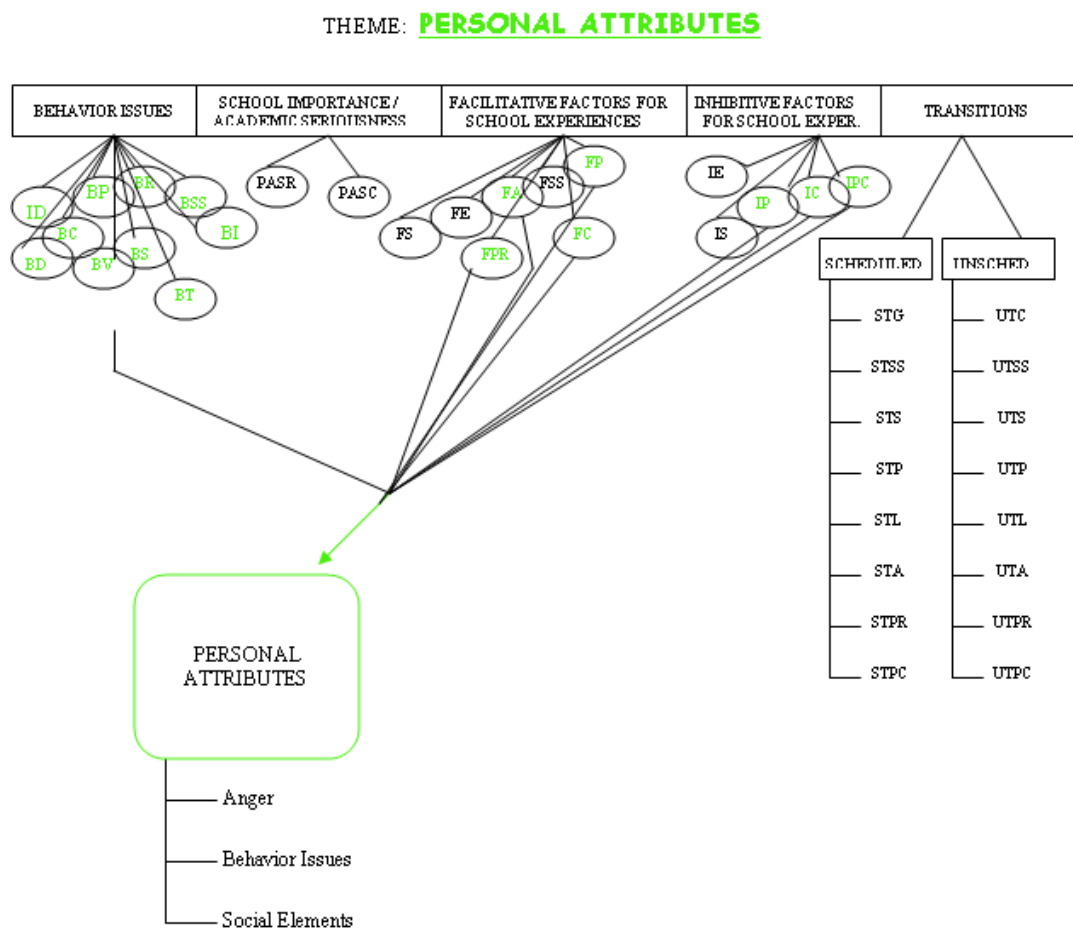 THEME: PERSONAL ATTRIBUTES
BEHAVIOR ISSUES
SCHOOL IMPORTANCE /
ACADEMIC SERIOUSNESS
FACILITATIVE FACTORS FOR
SCHOOL EXPERIENCES
INHIBITIVE FACTORS
FOR SCHOOL EXPER.
TRANSITIONS
ID
BP
BR
BSS
BC
BI
BD
BV
BS
BT
PASR
PASC
FS
FE
FA
FSS
FP
FPR
FC
IE
IP
IC
IPC
IS
SCHEDULED
UNSCHED
STG
UTC
STSS
UTSS
STS
UTS
STP
UTP
STL
UTL
STA
UTA
STPR
UTPR
STPC
UTPC
PERSONAL
ATTRIBUTES
Anger
Behavior Issues
Social Elements